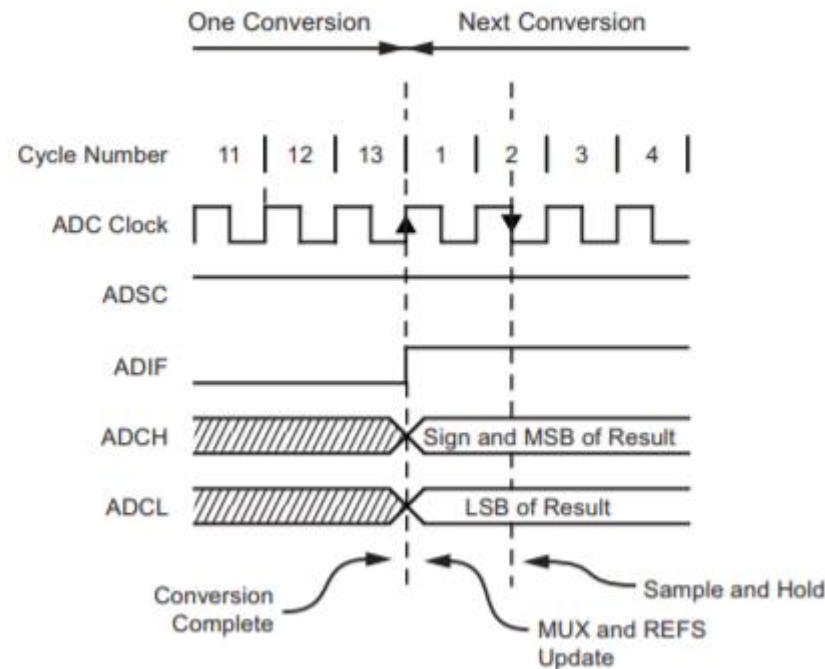 One Conversion
Next Conversion
Cycle Number 11 12 13 1 2 3 4
ADC Clock
ADSC
ADIF
ADCH Sign and MSB of Result
ADCL LSB of Result
Conversion
Complete
MUX and REFS
Update
Sample and Hold